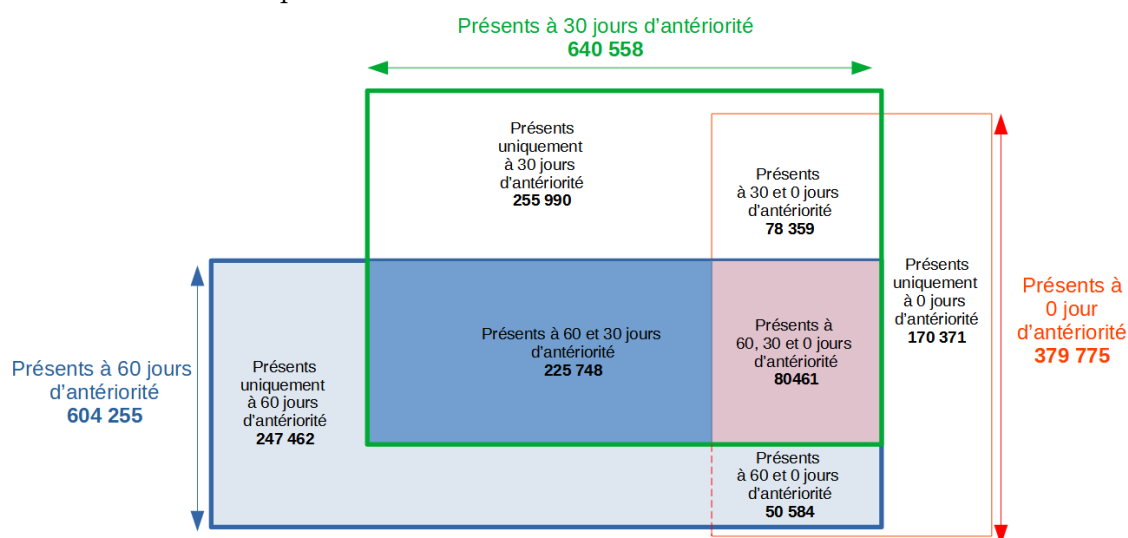 Présents à 30 jours d'antériorité
640 558
Présents
uniquement
à 30 jours
d'antériorité
255 990
Présents
à 30 et 0 jours
d'antériorité
78 359
Présents
uniquement
à 0 jours
d'antériorité
170 371
Présents à
0 jour
d'antériorité
379 775
Présents à 60 et 30 jours
d'antériorité
225 748
Présents à
60, 30 et 0 jours
d'antériorité
80461
Présents à 60 jours
d'antériorité
604 255
Présents
uniquement
à 60 jours
d'antériorité
247 462
Présents
à 60 et 0 jours
d'antériorité
50 584